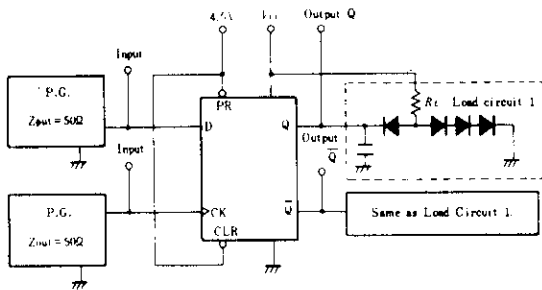 4.5V
Output Q
Input
P.G.
Zout = 50Ω
PR
D
Q
RL Load circuit 1
Input
Output
Q̅
P.G.
Zout = 50Ω
CK
Q̅
CLR
Same as Load Circuit 1.